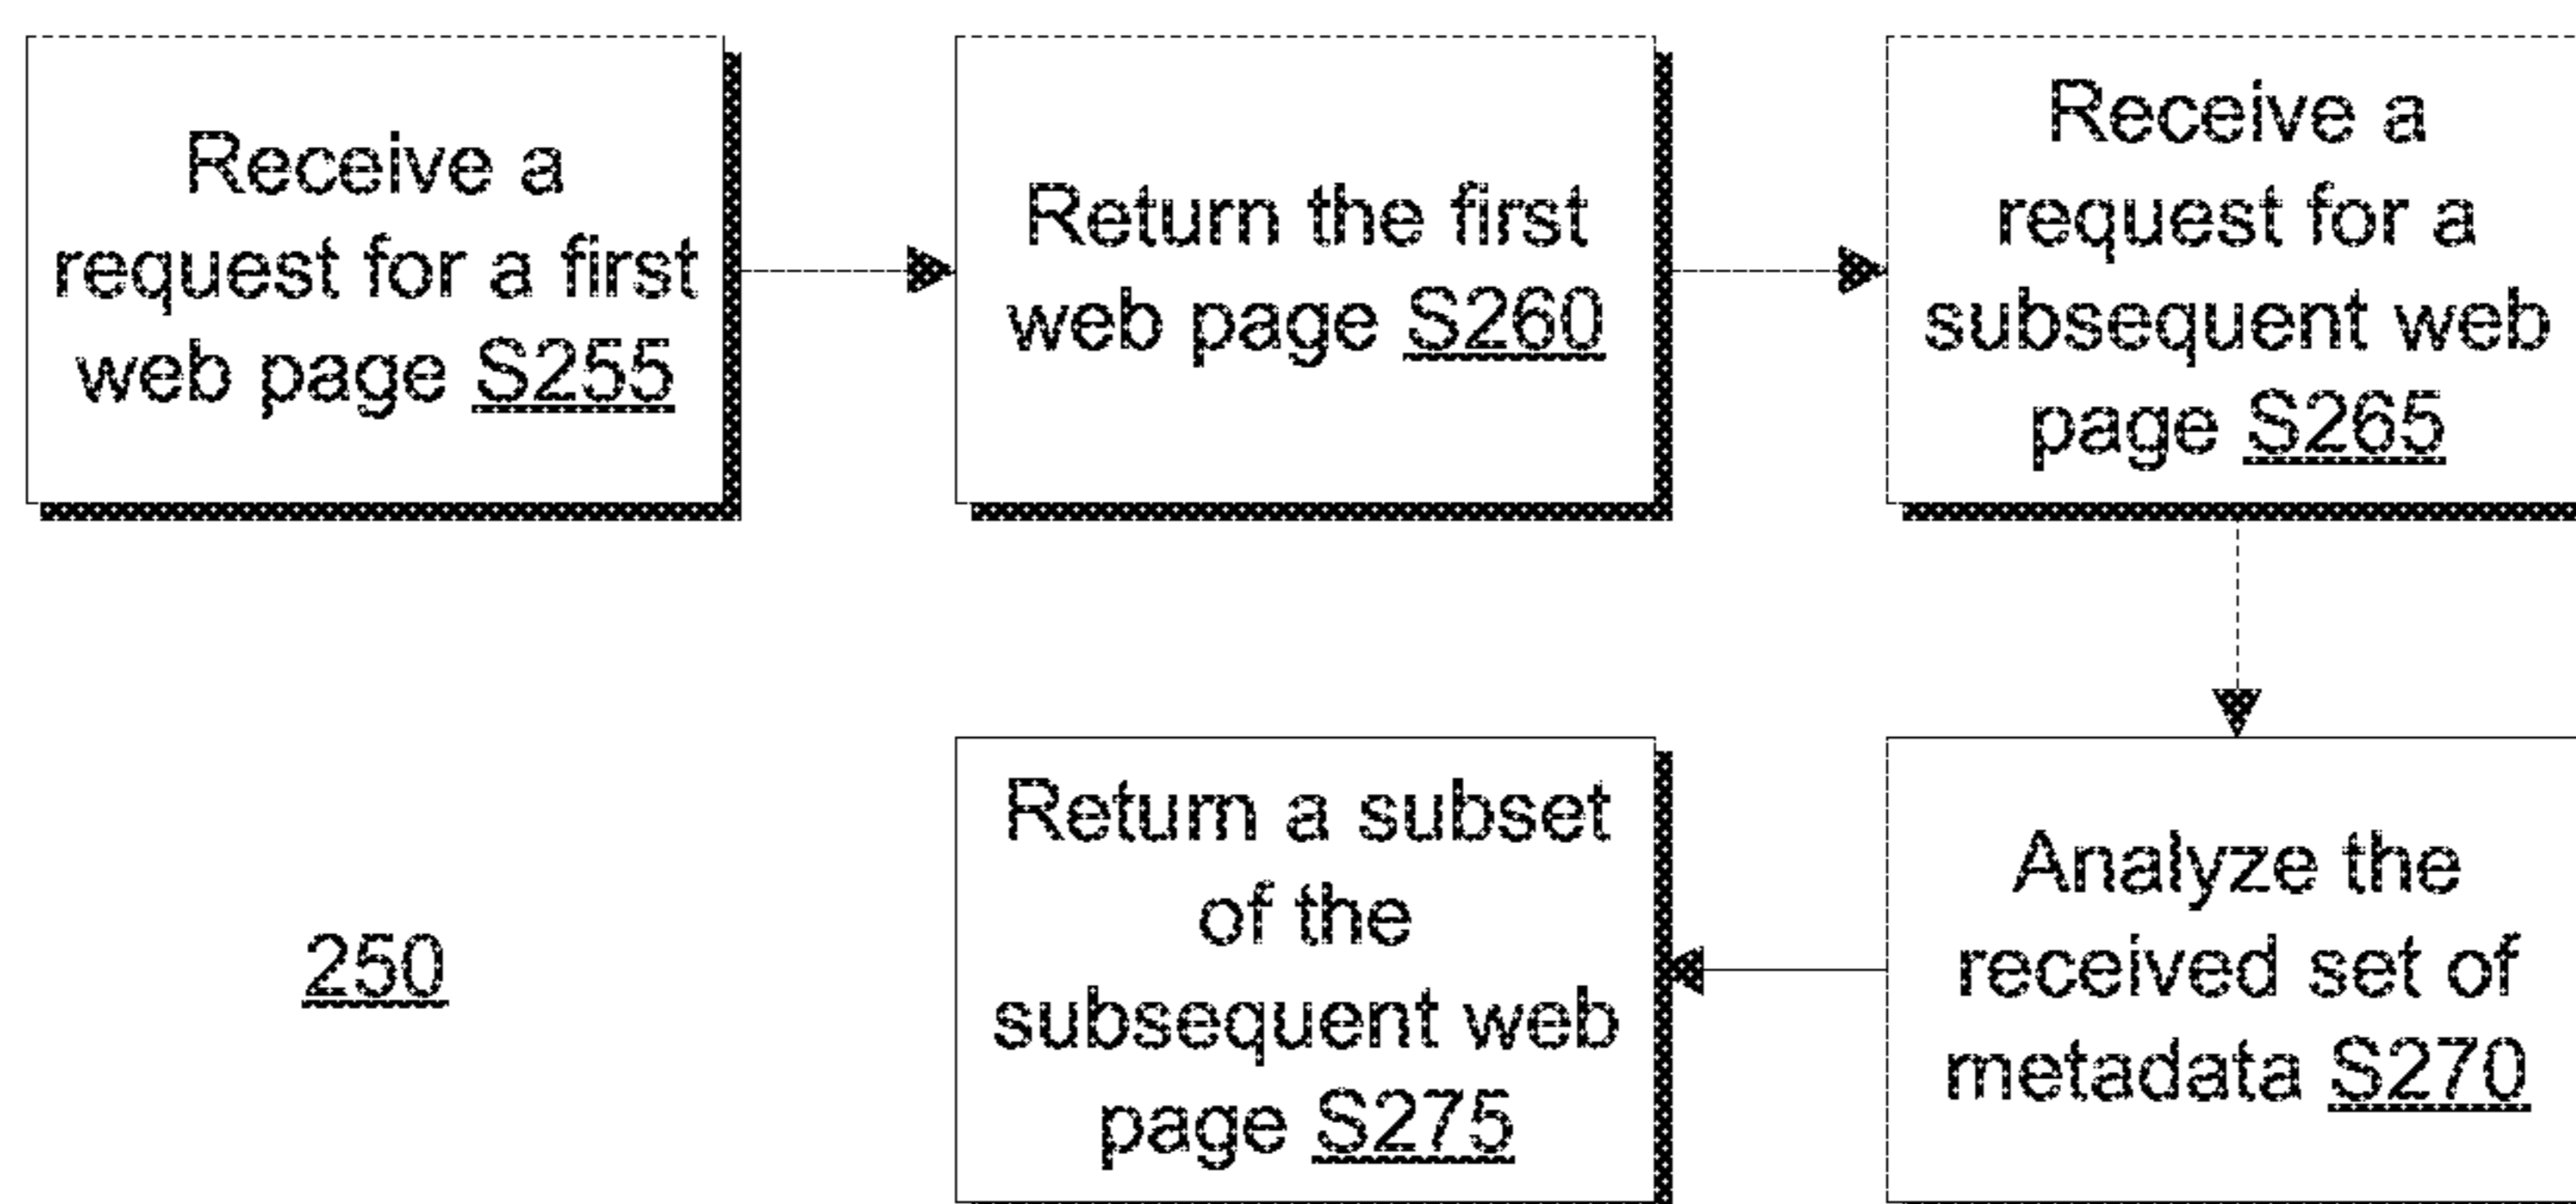 Receive a
request for a first
web page S255
Return the first
web page S260
Receive a
request for a
subsequent web
page S265
Analyze the
received set of
metadata S270
Return a subset
of the
subsequent web
page S275
250